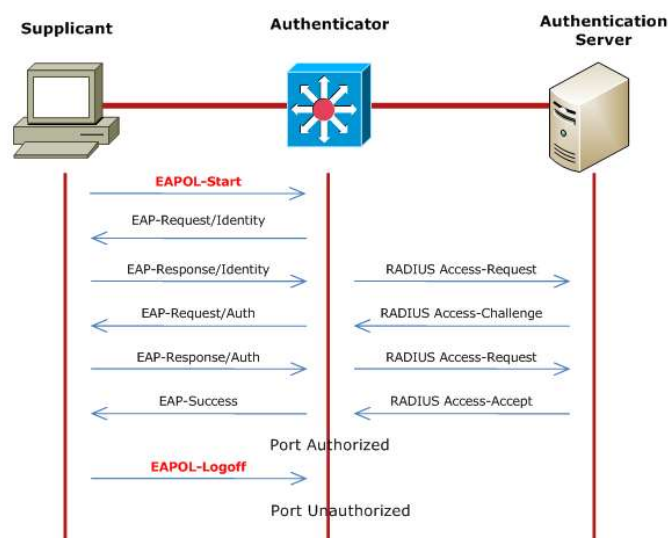 Supplicant
Authenticator
Authentication
Server
EAPOL-Start
EAP-Request/Identity
EAP-Response/Identity
RADIUS Access-Request
EAP-Request/Auth
RADIUS Access-Challenge
EAP-Response/Auth
RADIUS Access-Request
EAP-Success
RADIUS Access-Accept
Port Authorized
EAPOL-Logoff
Port Unauthorized